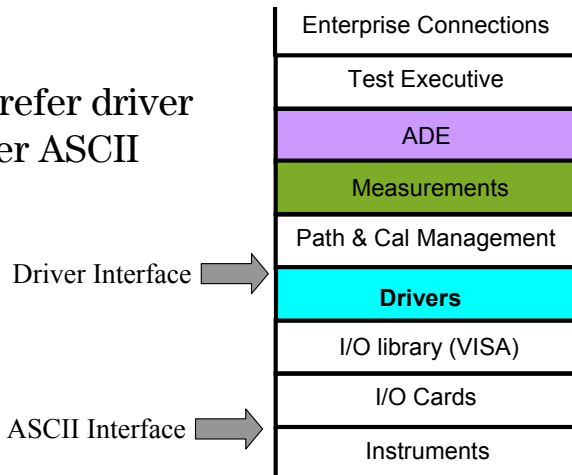 refer driver
er ASCII
Driver Interface
ASCII Interface
Enterprise Connections
Test Executive
ADE
Measurements
Path & Cal Management
Drivers
I/O library (VISA)
I/O Cards
Instruments